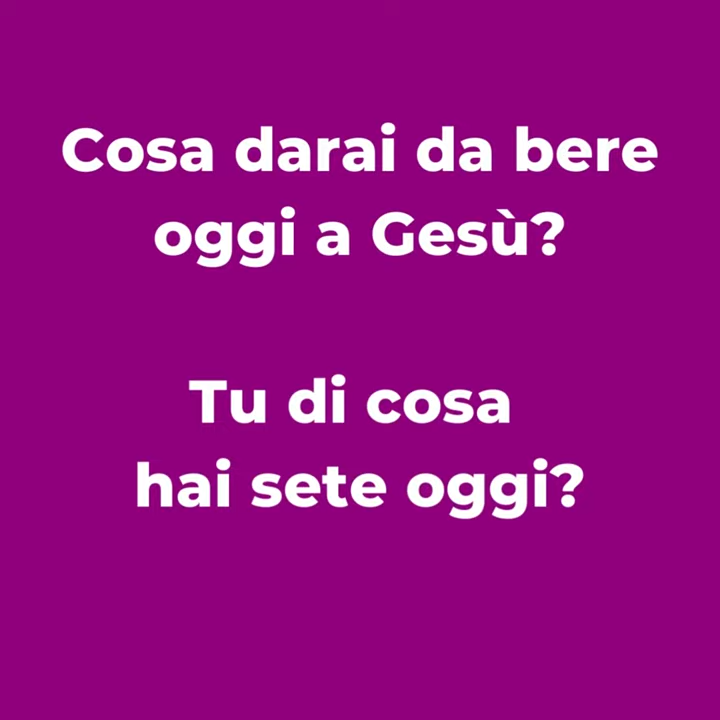 Cosa darai da bere
oggi a Gesù?
Tu di cosa
hai sete oggi?